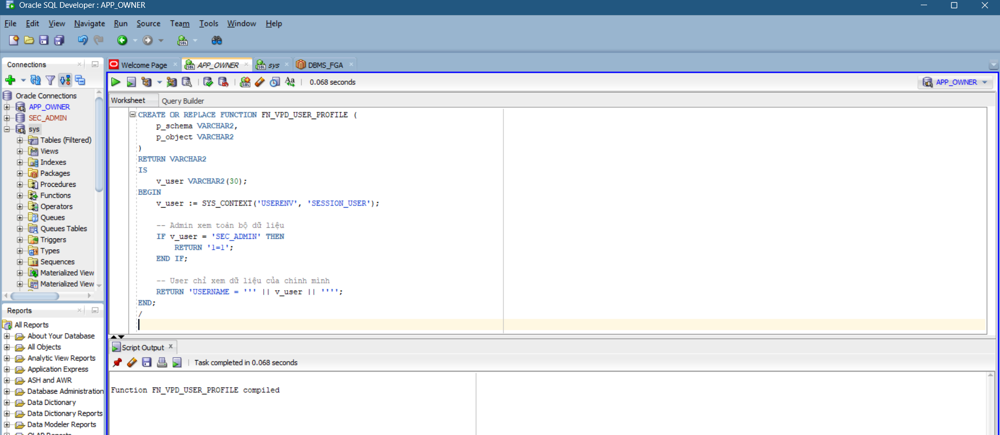 Oracle SQL Developer : APP_OWNER
File Edit View Navigate Run Source Team Tools Window Help
Connections
Oracle Connections
APP_OWNER
SEC_ADMIN
sys
Tables (Filtered)
Views
Indexes
Packages
Procedures
Functions
Operators
Queues
Queues Tables
Triggers
Types
Sequences
Materialized View
Materialized View
Reports
All Reports
About Your Database
All Objects
Analytic View Reports
Application Express
ASH and AWR
Database Administration
Data Dictionary
Data Dictionary Reports
Data Modeler Reports
OLAP Reports
Welcome Page APP_OWNER sys DBMS_FGA
0.068 seconds
APP_OWNER
Worksheet Query Builder
CREATE OR REPLACE FUNCTION FN_VPD_USER_PROFILE (
    p_schema VARCHAR2,
    p_object VARCHAR2
)
RETURN VARCHAR2
IS
    v_user VARCHAR2(30);
BEGIN
    v_user := SYS_CONTEXT('USERENV', 'SESSION_USER');
    -- Admin xem toàn bộ dữ liệu
    IF v_user = 'SEC_ADMIN' THEN
        RETURN '1=1';
    END IF;
    -- User chỉ xem dữ liệu của chính mình
    RETURN 'USERNAME = ''' || v_user || '''';
END;
/
Script Output
Task completed in 0.068 seconds
Function FN_VPD_USER_PROFILE compiled